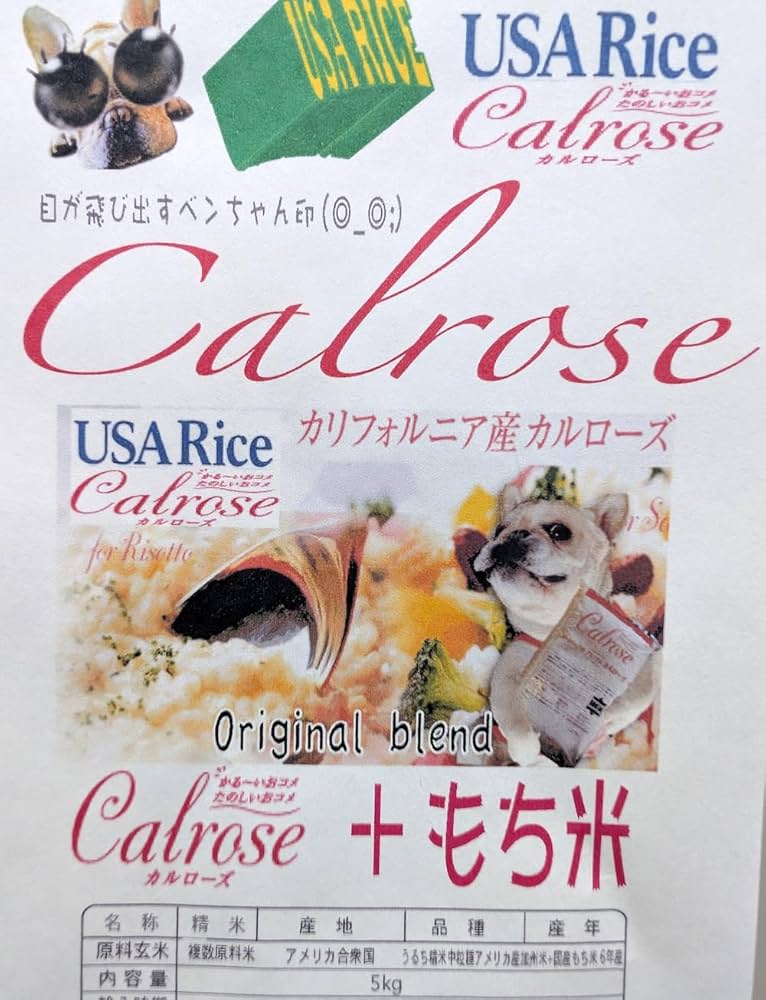 USA RICE
USA Rice
かる〜いおコメ
たのしいおコメ
Calrose
カルローズ
目が飛び出すベンちゃん印(◎_◎;)
Calrose
カリフォルニア産カルローズ
USA Rice
かる〜いおコメ
たのしいおコメ
Calrose
カルローズ
for Risotto
Calrose
Original blend
かる〜いおコメ
たのしいおコメ
Calrose
カルローズ
+もち米
名称 精米 産地 品種 産年
原料玄米 複数原料米 アメリカ合衆国 うるち精米中粒種アメリカ産加州米+国産もち米6年産
内容量 5kg